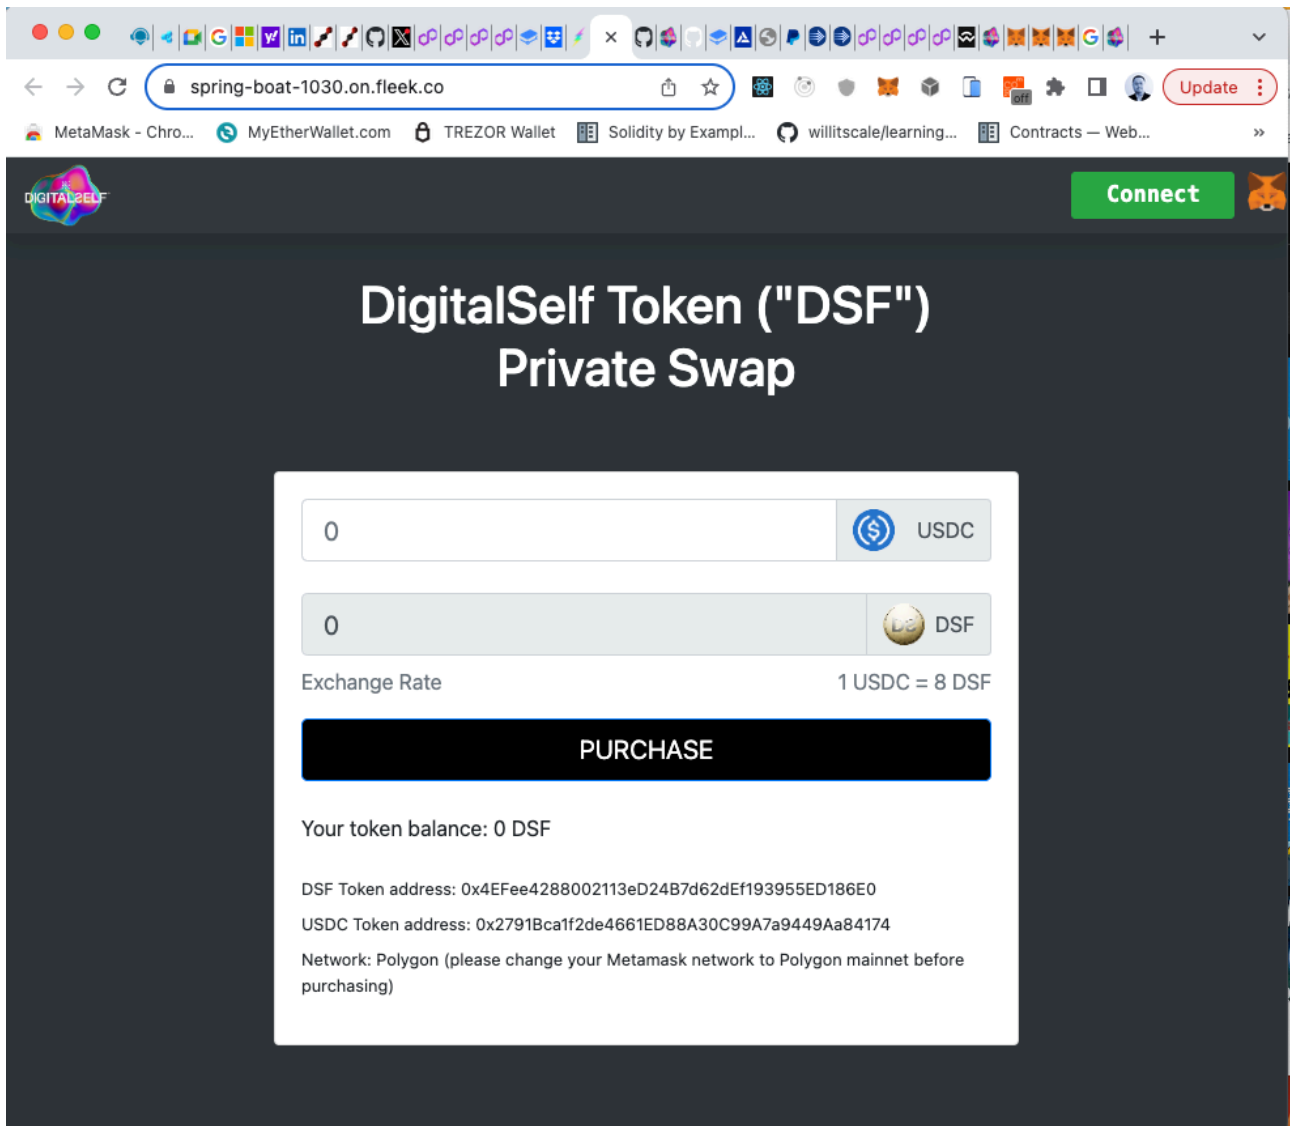 spring-boat-1030.on.fleek.co
Update
off
MetaMask - Chro...
MyEtherWallet.com
TREZOR Wallet
Solidity by Exampl...
willitscale/learning...
Contracts — Web...
DIGITALSELF
Connect
DigitalSelf Token ("DSF")
Private Swap
0 USDC
0 DSF
Exchange Rate 1 USDC = 8 DSF
PURCHASE
Your token balance: 0 DSF
DSF Token address: 0x4EFee4288002113eD24B7d62dEf193955ED186E0
USDC Token address: 0x2791Bca1f2de4661ED88A30C99A7a9449Aa84174
Network: Polygon (please change your Metamask network to Polygon mainnet before
purchasing)